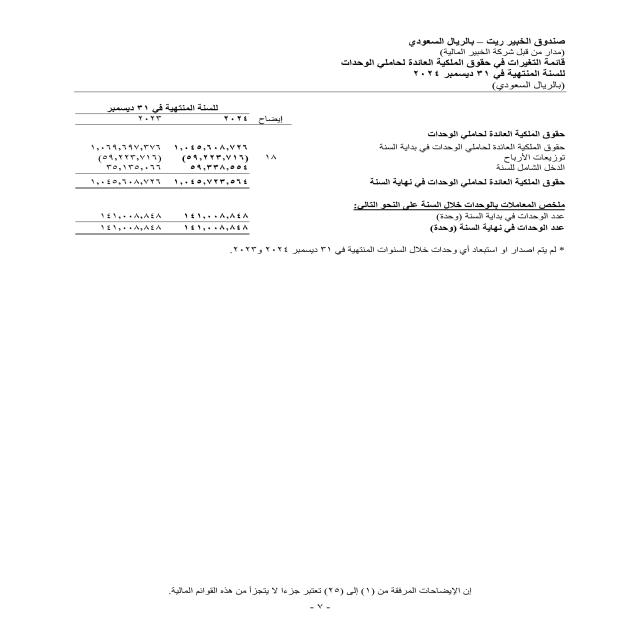 صندوق الخبير ريت – بالريال السعودي
(مدار من قبل شركة الخبير المالية)
قائمة التغيرات في حقوق الملكية العائدة لحاملي الوحدات
للسنة المنتهية في ٣١ ديسمبر ٢٠٢٤
(بالريال السعودي)
للسنة المنتهية في ٣١ ديسمبر
إيضاح ٢٠٢٤ ٢٠٢٣
حقوق الملكية العائدة لحاملي الوحدات
حقوق الملكية العائدة لحاملي الوحدات في بداية السنة ١,٠٤٥,٦٠٨,٧٢٦ ١,٠٦٩,٦٩٧,٣٧٦
توزيعات الأرباح ١٨ (٥٩,٢٢٣,٧١٦) (٥٩,٢٢٣,٧١٦)
الدخل الشامل للسنة ٥٩,٣٣٨,٥٥٤ ٣٥,١٣٥,٠٦٦
حقوق الملكية العائدة لحاملي الوحدات في نهاية السنة ١,٠٤٥,٧٢٣,٥٦٤ ١,٠٤٥,٦٠٨,٧٢٦
ملخص المعاملات بالوحدات خلال السنة على النحو التالي:
عدد الوحدات في بداية السنة (وحدة) ١٤١,٠٠٨,٨٤٨ ١٤١,٠٠٨,٨٤٨
عدد الوحدات في نهاية السنة (وحدة) ١٤١,٠٠٨,٨٤٨ ١٤١,٠٠٨,٨٤٨
* لم يتم اصدار او استبعاد أي وحدات خلال السنوات المنتهية في ٣١ ديسمبر ٢٠٢٤ و٢٠٢٣.
إن الإيضاحات المرفقة من (١) إلى (٢٥) تعتبر جزءا لا يتجزأ من هذه القوائم المالية.
- ٧ -